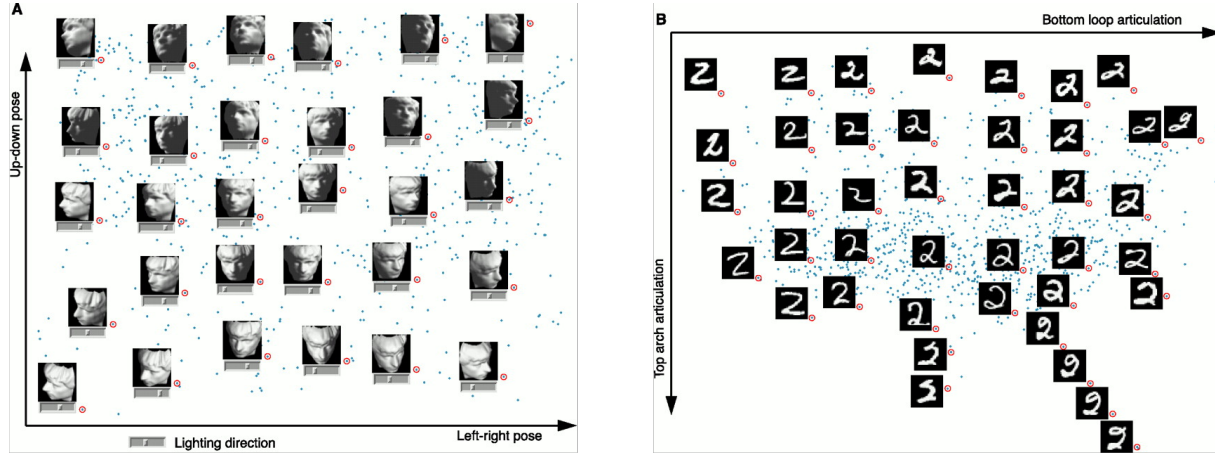 A
Up-down pose
Left-right pose
Lighting direction
B
Bottom loop articulation
Top arch articulation